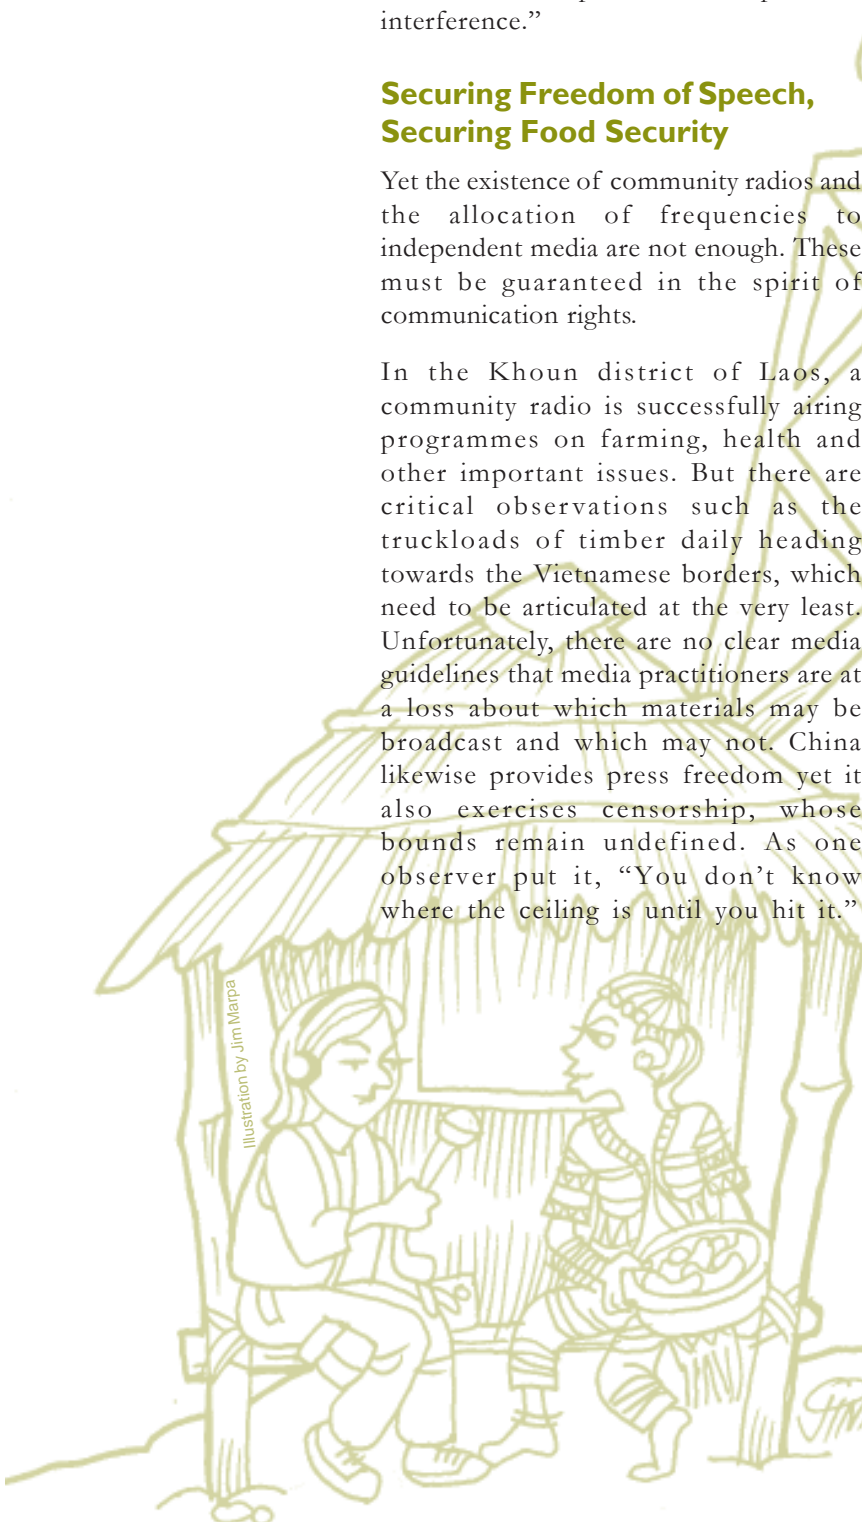 interference.”
Securing Freedom of Speech,
Securing Food Security
Yet the existence of community radios and
the allocation of frequencies to
independent media are not enough. These
must be guaranteed in the spirit of
communication rights.
In the Khoun district of Laos, a
community radio is successfully airing
programmes on farming, health and
other important issues. But there are
critical observations such as the
truckloads of timber daily heading
towards the Vietnamese borders, which
need to be articulated at the very least.
Unfortunately, there are no clear media
guidelines that media practitioners are at
a loss about which materials may be
broadcast and which may not. China
likewise provides press freedom yet it
also exercises censorship, whose
bounds remain undefined. As one
observer put it, “You don’t know
where the ceiling is until you hit it.”
Illustration by Jim Marpa